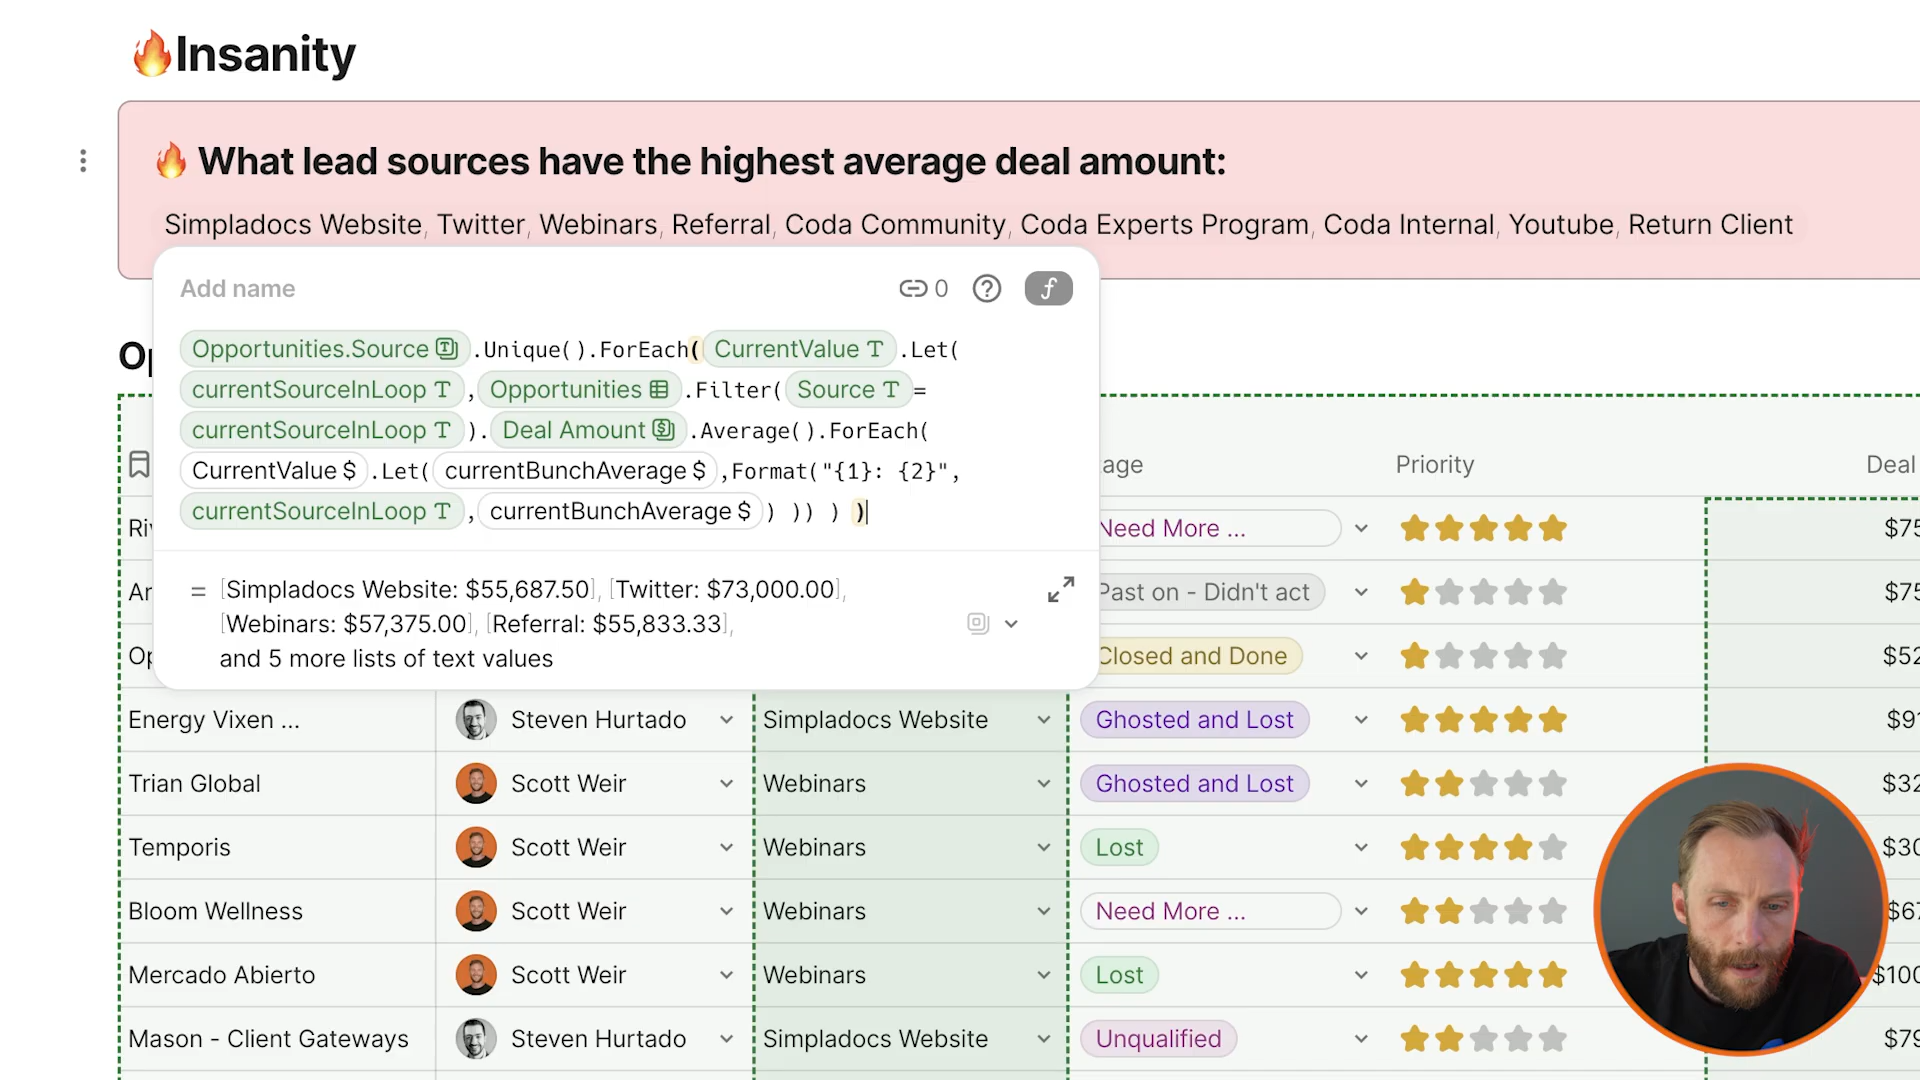 🔥Insanity
🔥 What lead sources have the highest average deal amount:
Simpladocs Website, Twitter, Webinars, Referral, Coda Community, Coda Experts Program, Coda Internal, Youtube, Return Client
Add name 0
Opportunities.Source .Unique().ForEach( CurrentValue .Let(
currentSourceInLoop , Opportunities .Filter( Source =
currentSourceInLoop ). Deal Amount .Average().ForEach(
CurrentValue $ .Let( currentBunchAverage $ ,Format("{1}: {2}",
currentSourceInLoop , currentBunchAverage $ ) )) ) )
= [Simpladocs Website: $55,687.50], [Twitter: $73,000.00],
[Webinars: $57,375.00], [Referral: $55,833.33],
and 5 more lists of text values
Priority Deal
Need More ...
Past on - Didn't act
Closed and Done
Energy Vixen ... Steven Hurtado Simpladocs Website Ghosted and Lost
Trian Global Scott Weir Webinars Ghosted and Lost
Temporis Scott Weir Webinars Lost
Bloom Wellness Scott Weir Webinars Need More ...
Mercado Abierto Scott Weir Webinars Lost
Mason - Client Gateways Steven Hurtado Simpladocs Website Unqualified